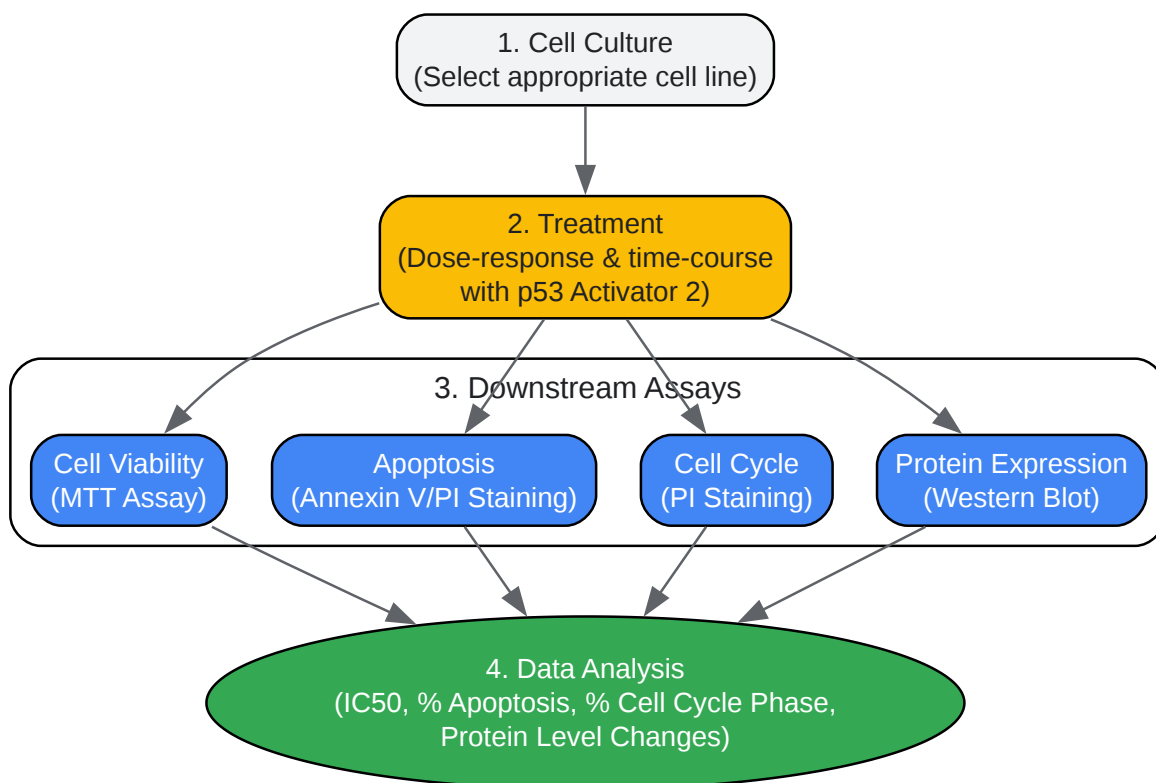 1. Cell Culture
(Select appropriate cell line)
2. Treatment
(Dose-response & time-course
with p53 Activator 2)
3. Downstream Assays
Cell Viability
(MTT Assay)
Apoptosis
(Annexin V/PI Staining)
Cell Cycle
(PI Staining)
Protein Expression
(Western Blot)
4. Data Analysis
(IC50, % Apoptosis, % Cell Cycle Phase,
Protein Level Changes)